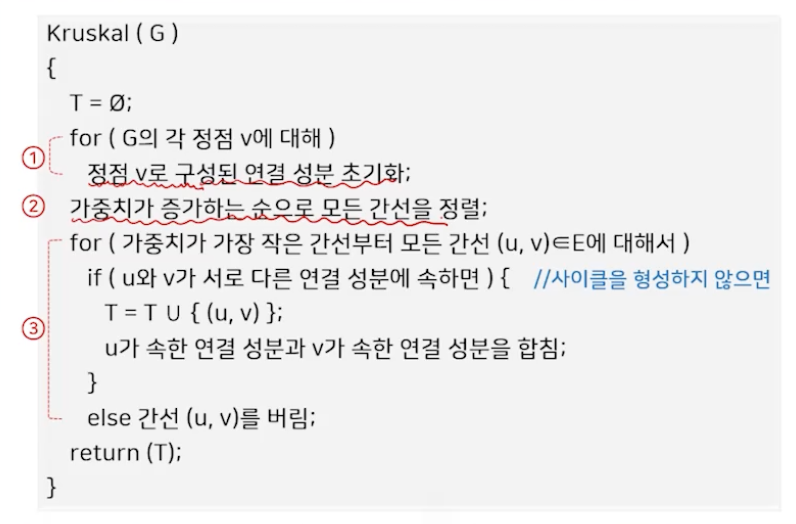 Kruskal ( G )
{
T = Ø;
for ( G의 각 정점 v에 대해 )
①
정점 v로 구성된 연결 성분 초기화;
② 가중치가 증가하는 순으로 모든 간선을 정렬;
for ( 가중치가 가장 작은 간선부터 모든 간선 (u, v)∈E에 대해서 )
if ( u와 v가 서로 다른 연결 성분에 속하면 ) { //사이클을 형성하지 않으면
T = T ∪ { (u, v) };
③
u가 속한 연결 성분과 v가 속한 연결 성분을 합침;
}
else 간선 (u, v)를 버림;
return (T);
}